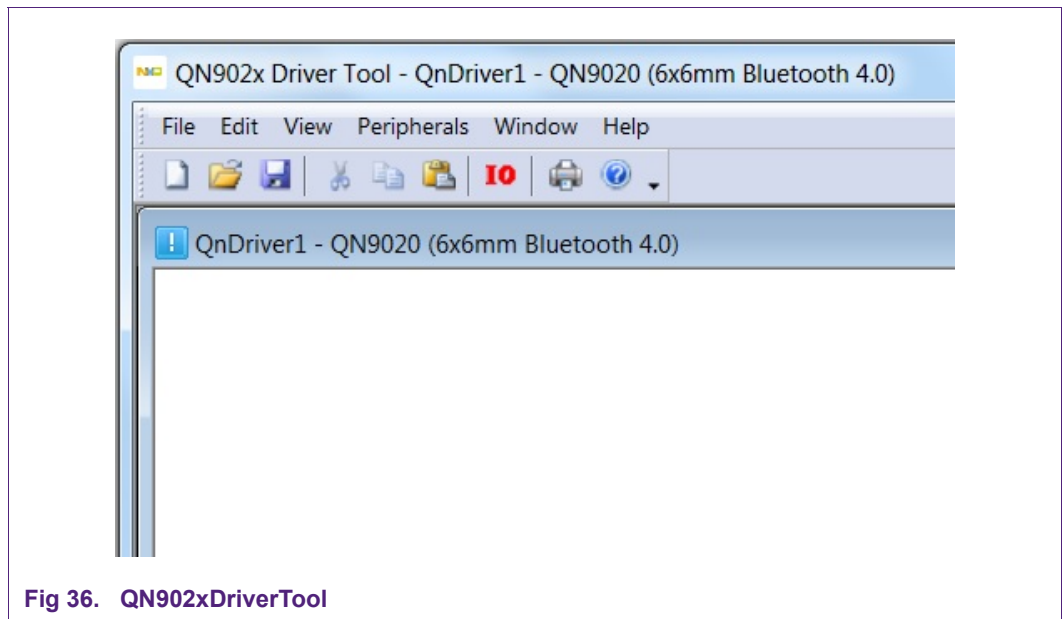 QN902x Driver Tool - QnDriver1 - QN9020 (6x6mm Bluetooth 4.0)
File Edit View Peripherals Window Help
IO
QnDriver1 - QN9020 (6x6mm Bluetooth 4.0)
Fig 36. QN902xDriverTool